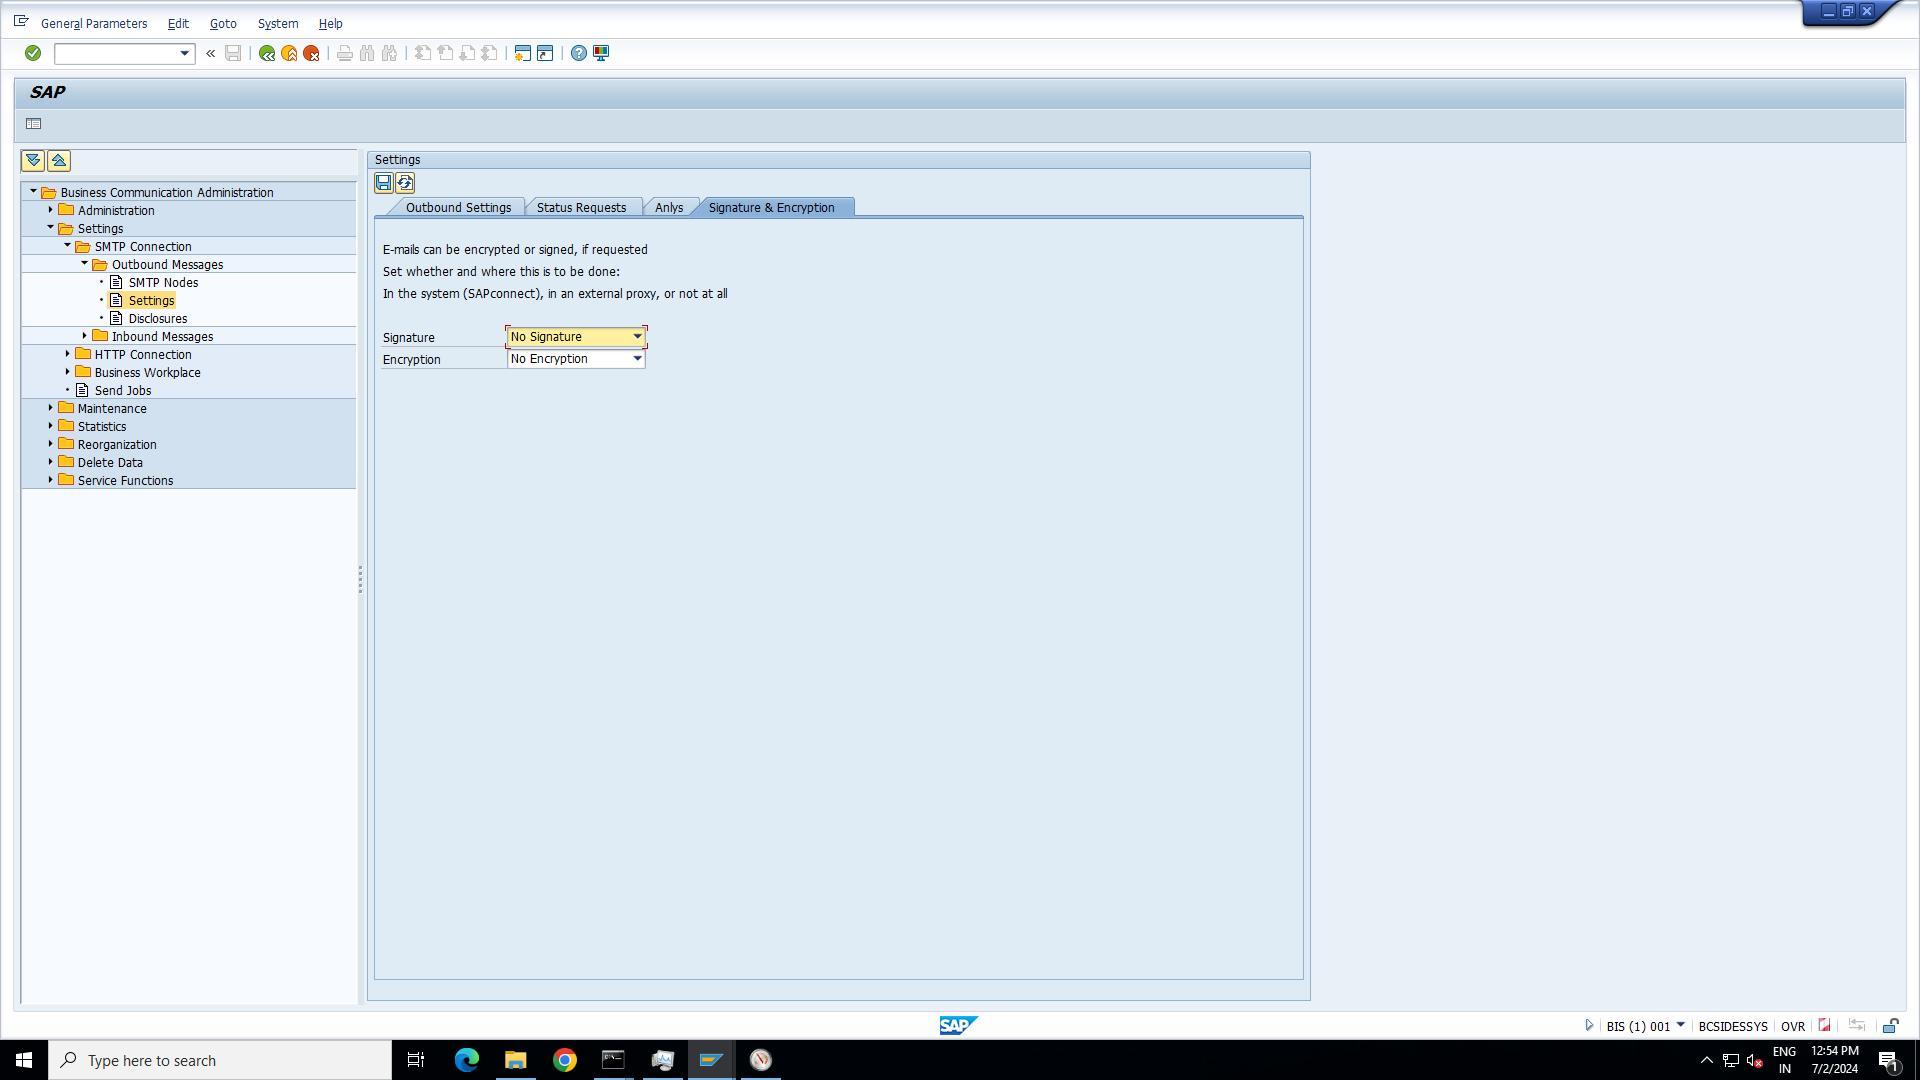 General Parameters Edit Goto System Help
SAP
Business Communication Administration
Administration
Settings
SMTP Connection
Outbound Messages
SMTP Nodes
Settings
Disclosures
Inbound Messages
HTTP Connection
Business Workplace
Send Jobs
Maintenance
Statistics
Reorganization
Delete Data
Service Functions
Settings
Outbound Settings Status Requests Anlys Signature & Encryption
E-mails can be encrypted or signed, if requested
Set whether and where this is to be done:
In the system (SAPconnect), in an external proxy, or not at all
Signature No Signature
Encryption No Encryption
SAP
BIS (1) 001 BCSIDESSYS OVR
Type here to search
ENG
IN
12:54 PM
7/2/2024
1